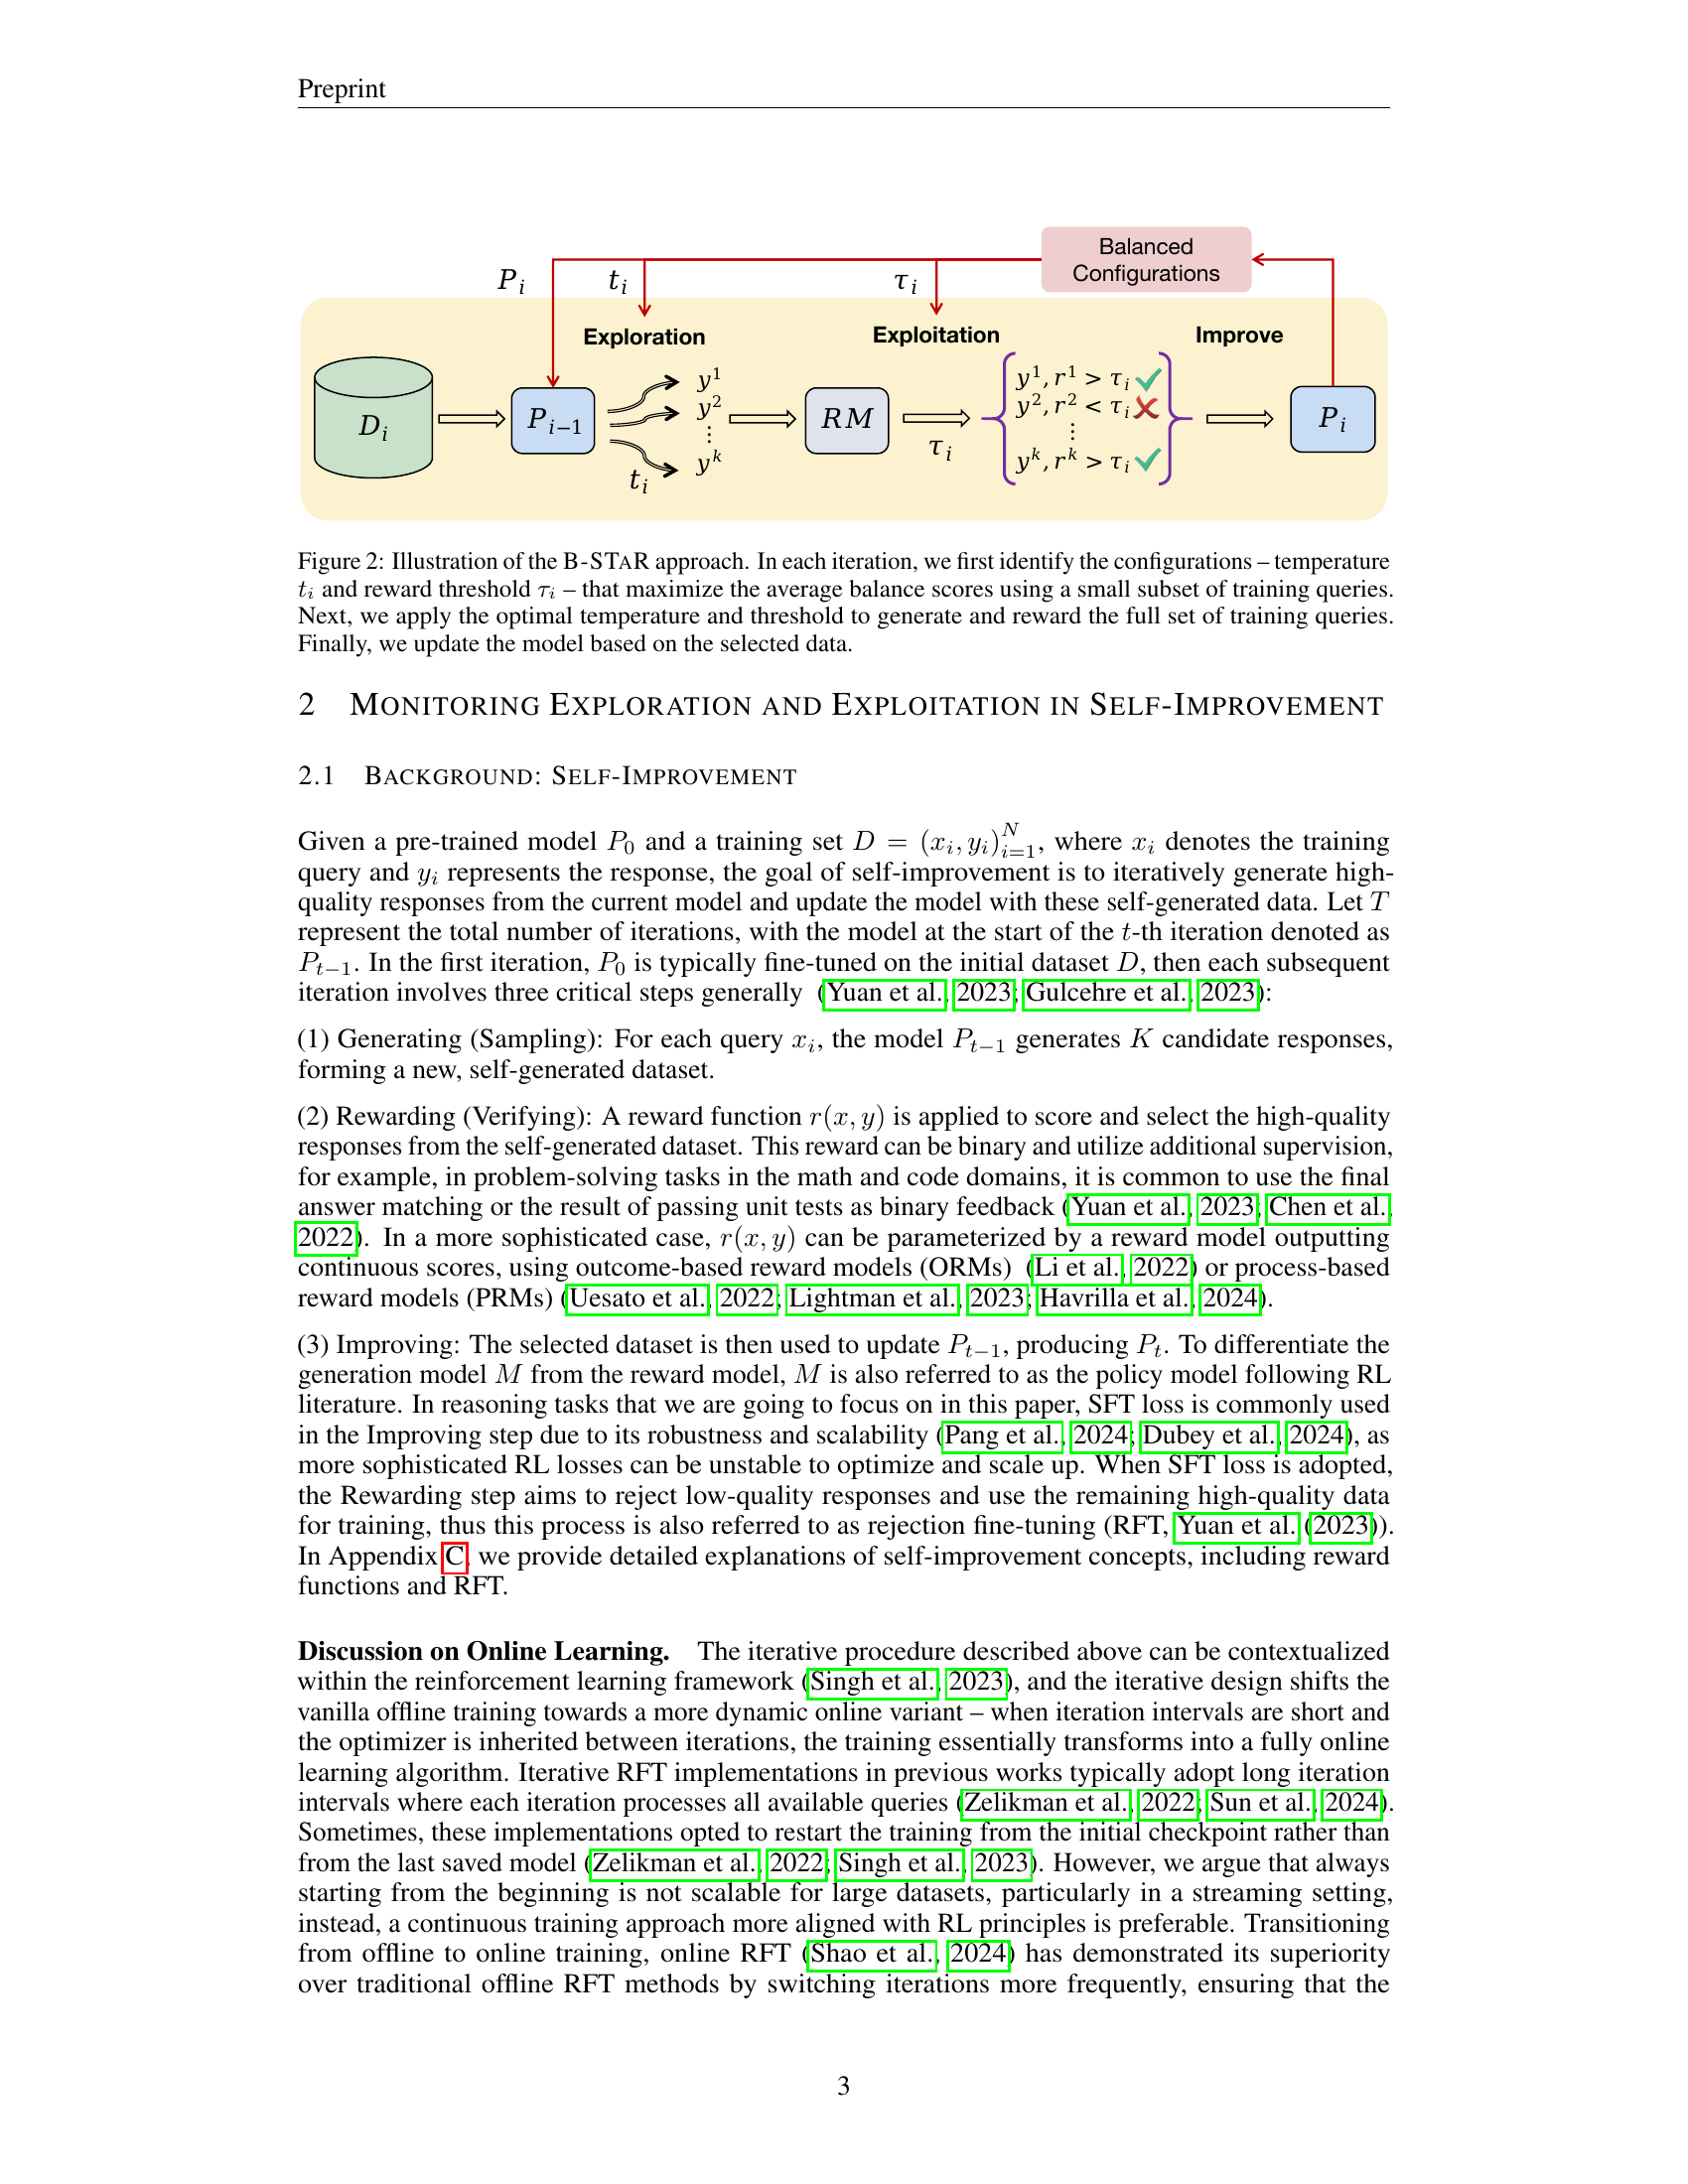 Preprint
Balanced
Configurations
P_i
t_i
τ_i
Exploration
Exploitation
Improve
D_i
P_{i−1}
y^1
y^2
⋮
y^k
t_i
RM
τ_i
y^1, r^1 > τ_i ✓
y^2, r^2 < τ_i ✗
⋮
y^k, r^k > τ_i ✓
P_i
Figure 2: Illustration of the B-STAR approach. In each iteration, we first identify the configurations – temperature
t_i and reward threshold τ_i – that maximize the average balance scores using a small subset of training queries.
Next, we apply the optimal temperature and threshold to generate and reward the full set of training queries.
Finally, we update the model based on the selected data.
2 MONITORING EXPLORATION AND EXPLOITATION IN SELF-IMPROVEMENT
2.1 BACKGROUND: SELF-IMPROVEMENT
Given a pre-trained model P_0 and a training set D = (x_i, y_i)_{i=1}^N, where x_i denotes the training
query and y_i represents the response, the goal of self-improvement is to iteratively generate high-
quality responses from the current model and update the model with these self-generated data. Let T
represent the total number of iterations, with the model at the start of the t-th iteration denoted as
P_{t−1}. In the first iteration, P_0 is typically fine-tuned on the initial dataset D, then each subsequent
iteration involves three critical steps generally (Yuan et al., 2023; Gulcehre et al., 2023):
(1) Generating (Sampling): For each query x_i, the model P_{t−1} generates K candidate responses,
forming a new, self-generated dataset.
(2) Rewarding (Verifying): A reward function r(x, y) is applied to score and select the high-quality
responses from the self-generated dataset. This reward can be binary and utilize additional supervision,
for example, in problem-solving tasks in the math and code domains, it is common to use the final
answer matching or the result of passing unit tests as binary feedback (Yuan et al., 2023; Chen et al.,
2022). In a more sophisticated case, r(x, y) can be parameterized by a reward model outputting
continuous scores, using outcome-based reward models (ORMs) (Li et al., 2022) or process-based
reward models (PRMs) (Uesato et al., 2022; Lightman et al., 2023; Havrilla et al., 2024).
(3) Improving: The selected dataset is then used to update P_{t−1}, producing P_t. To differentiate the
generation model M from the reward model, M is also referred to as the policy model following RL
literature. In reasoning tasks that we are going to focus on in this paper, SFT loss is commonly used
in the Improving step due to its robustness and scalability (Pang et al., 2024; Dubey et al., 2024), as
more sophisticated RL losses can be unstable to optimize and scale up. When SFT loss is adopted,
the Rewarding step aims to reject low-quality responses and use the remaining high-quality data
for training, thus this process is also referred to as rejection fine-tuning (RFT, Yuan et al. (2023)).
In Appendix C, we provide detailed explanations of self-improvement concepts, including reward
functions and RFT.
Discussion on Online Learning. The iterative procedure described above can be contextualized
within the reinforcement learning framework (Singh et al., 2023), and the iterative design shifts the
vanilla offline training towards a more dynamic online variant – when iteration intervals are short and
the optimizer is inherited between iterations, the training essentially transforms into a fully online
learning algorithm. Iterative RFT implementations in previous works typically adopt long iteration
intervals where each iteration processes all available queries (Zelikman et al., 2022; Sun et al., 2024).
Sometimes, these implementations opted to restart the training from the initial checkpoint rather than
from the last saved model (Zelikman et al., 2022; Singh et al., 2023). However, we argue that always
starting from the beginning is not scalable for large datasets, particularly in a streaming setting,
instead, a continuous training approach more aligned with RL principles is preferable. Transitioning
from offline to online training, online RFT (Shao et al., 2024) has demonstrated its superiority
over traditional offline RFT methods by switching iterations more frequently, ensuring that the
3